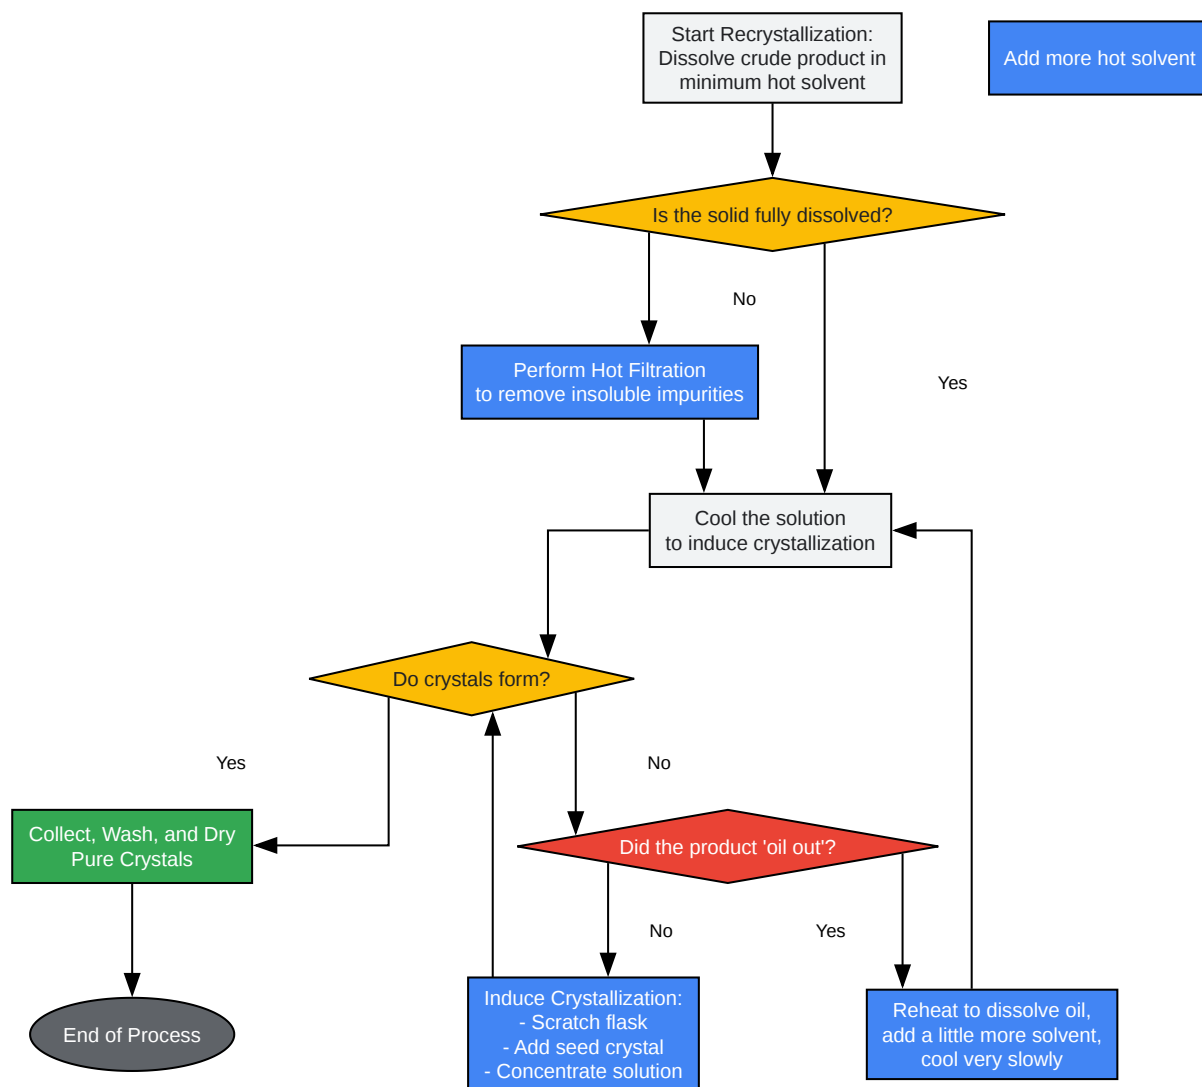 Start Recrystallization:
Dissolve crude product in
minimum hot solvent
Add more hot solvent
Is the solid fully dissolved?
No
Perform Hot Filtration
to remove insoluble impurities
Yes
Cool the solution
to induce crystallization
Do crystals form?
Yes
No
Collect, Wash, and Dry
Pure Crystals
Did the product 'oil out'?
No
Yes
End of Process
Induce Crystallization:
- Scratch flask
- Add seed crystal
- Concentrate solution
Reheat to dissolve oil,
add a little more solvent,
cool very slowly